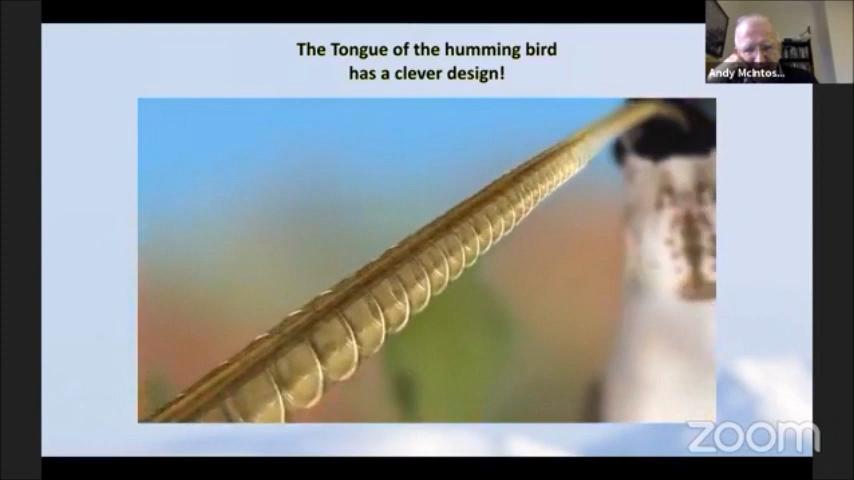 The Tongue of the humming bird
has a clever design!
Andy McIntos...
zoom